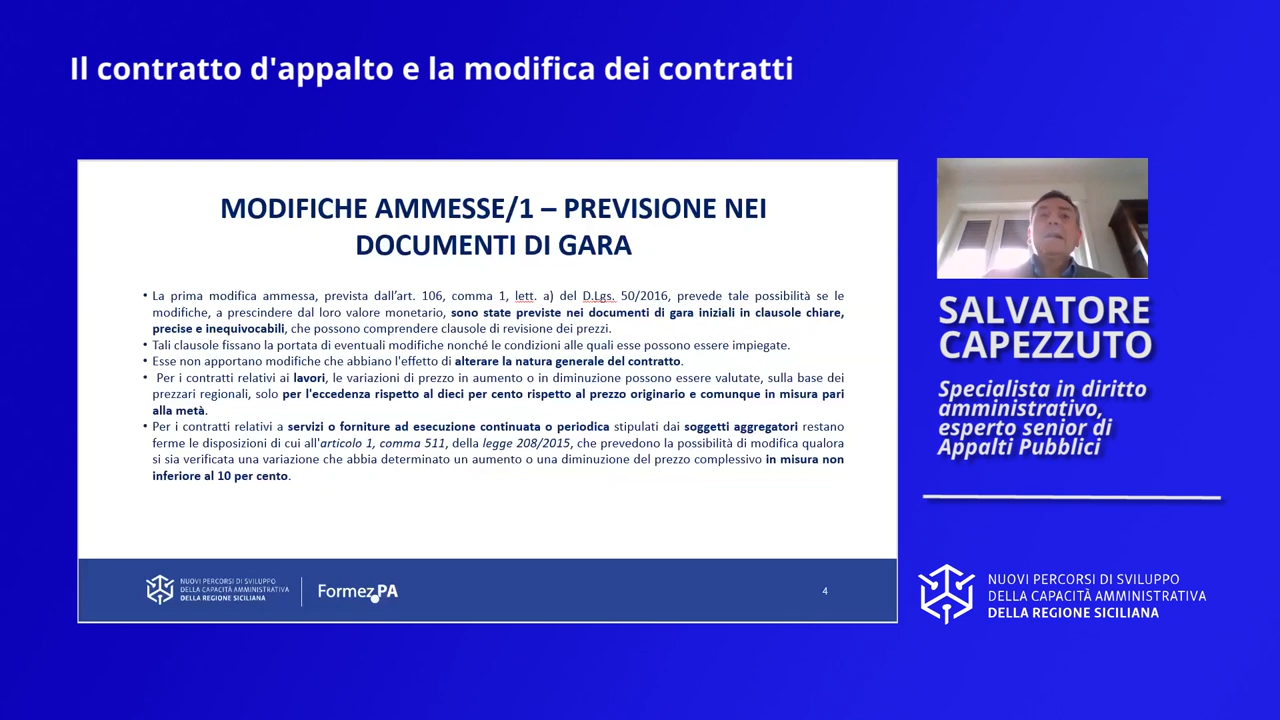 Il contratto d'appalto e la modifica dei contratti
MODIFICHE AMMESSE/1 – PREVISIONE NEI
DOCUMENTI DI GARA
• La prima modifica ammessa, prevista dall’art. 106, comma 1, lett. a) del D.Lgs. 50/2016, prevede tale possibilità se le
modifiche, a prescindere dal loro valore monetario, sono state previste nei documenti di gara iniziali in clausole chiare,
precise e inequivocabili, che possono comprendere clausole di revisione dei prezzi.
• Tali clausole fissano la portata di eventuali modifiche nonché le condizioni alle quali esse possono essere impiegate.
• Esse non apportano modifiche che abbiano l'effetto di alterare la natura generale del contratto.
• Per i contratti relativi ai lavori, le variazioni di prezzo in aumento o in diminuzione possono essere valutate, sulla base dei
prezzari regionali, solo per l'eccedenza rispetto al dieci per cento rispetto al prezzo originario e comunque in misura pari
alla metà.
• Per i contratti relativi a servizi o forniture ad esecuzione continuata o periodica stipulati dai soggetti aggregatori restano
ferme le disposizioni di cui all'articolo 1, comma 511, della legge 208/2015, che prevedono la possibilità di modifica qualora
si sia verificata una variazione che abbia determinato un aumento o una diminuzione del prezzo complessivo in misura non
inferiore al 10 per cento.
NUOVI PERCORSI DI SVILUPPO
DELLA CAPACITÀ AMMINISTRATIVA
DELLA REGIONE SICILIANA
Formez PA
4
SALVATORE
CAPEZZUTO
Specialista in diritto
amministrativo,
esperto senior di
Appalti Pubblici
NUOVI PERCORSI DI SVILUPPO
DELLA CAPACITÀ AMMINISTRATIVA
DELLA REGIONE SICILIANA